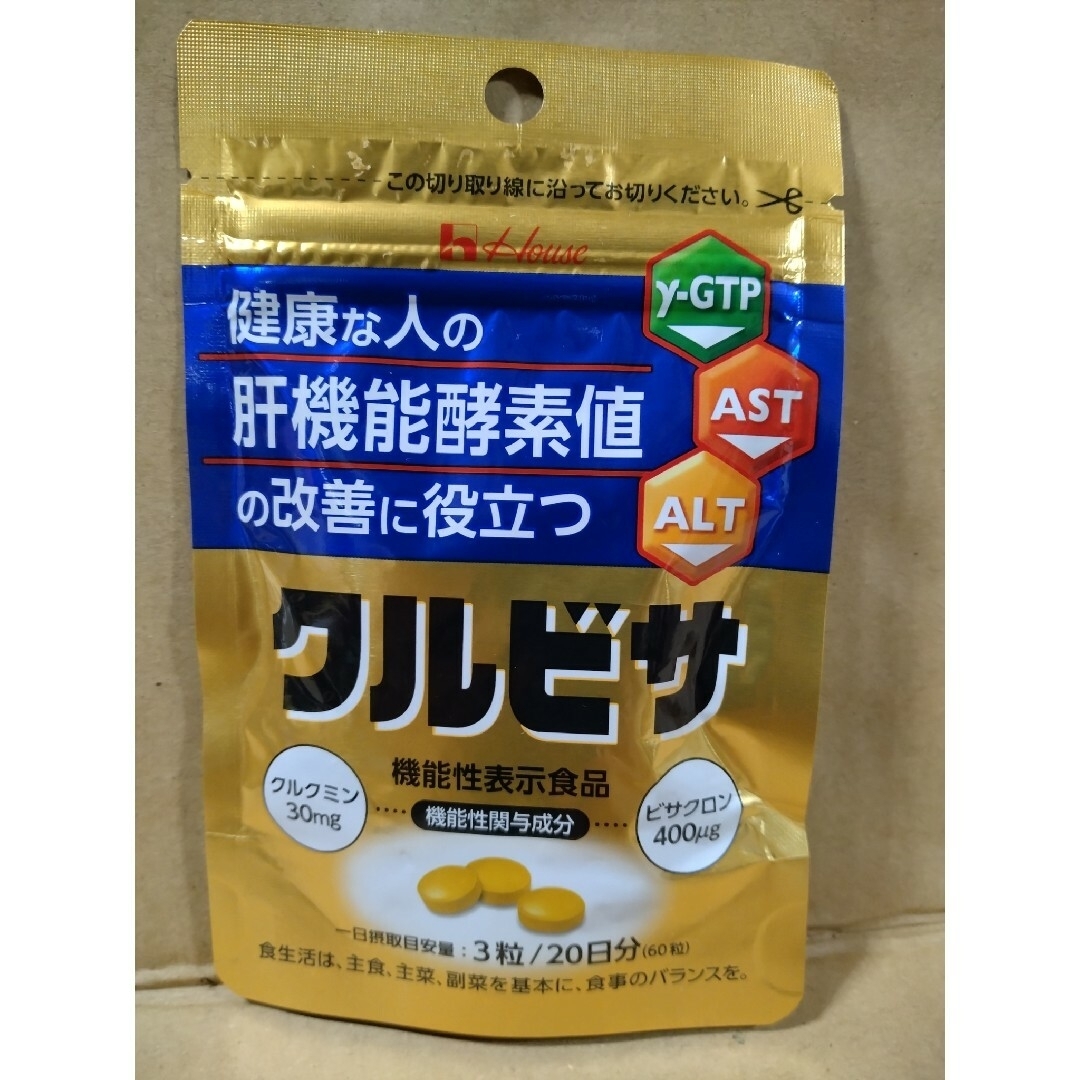 この切り取り線に沿ってお切りください。
House
健康な人の
肝機能酵素値
の改善に役立つ
γ-GTP
AST
ALT
クルビサ
機能性表示食品
機能性関与成分
クルクミン
30mg
ビサクロン
400μg
一日摂取目安量：3粒/20日分(60粒)
食生活は、主食、主菜、副菜を基本に、食事のバランスを。